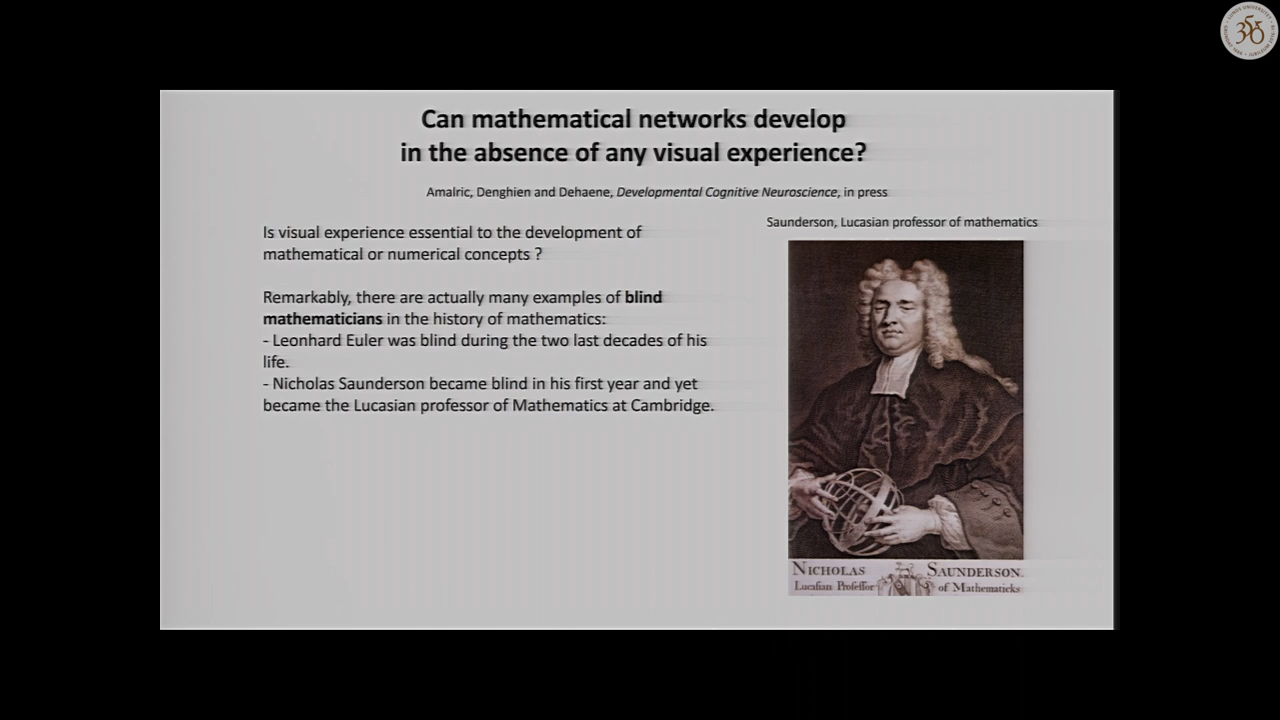 Can mathematical networks develop
in the absence of any visual experience?
Amalric, Denghien and Dehaene, Developmental Cognitive Neuroscience, in press
Saunderson, Lucasian professor of mathematics
Is visual experience essential to the development of
mathematical or numerical concepts ?
Remarkably, there are actually many examples of blind
mathematicians in the history of mathematics:
- Leonhard Euler was blind during the two last decades of his
life.
- Nicholas Saunderson became blind in his first year and yet
became the Lucasian professor of Mathematics at Cambridge.
NICHOLAS SAUNDERSON.
Lucaſian Profeſſor of Mathematicks